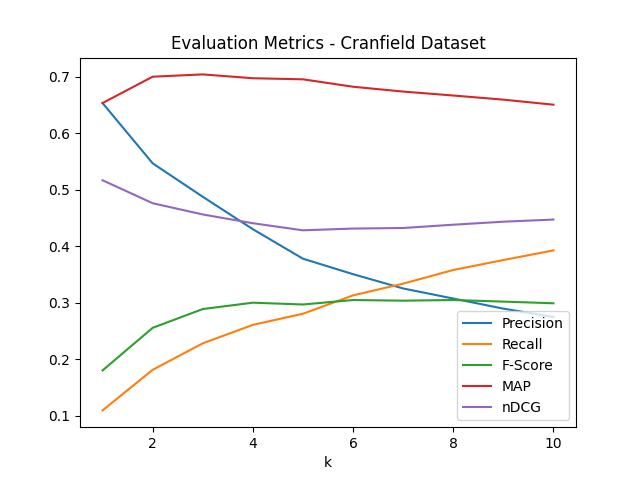 Evaluation Metrics - Cranfield Dataset
0.7
0.6
0.5
0.4
0.3
0.2
0.1
Precision
Recall
F-Score
MAP
nDCG
2 4 6 8 10
k